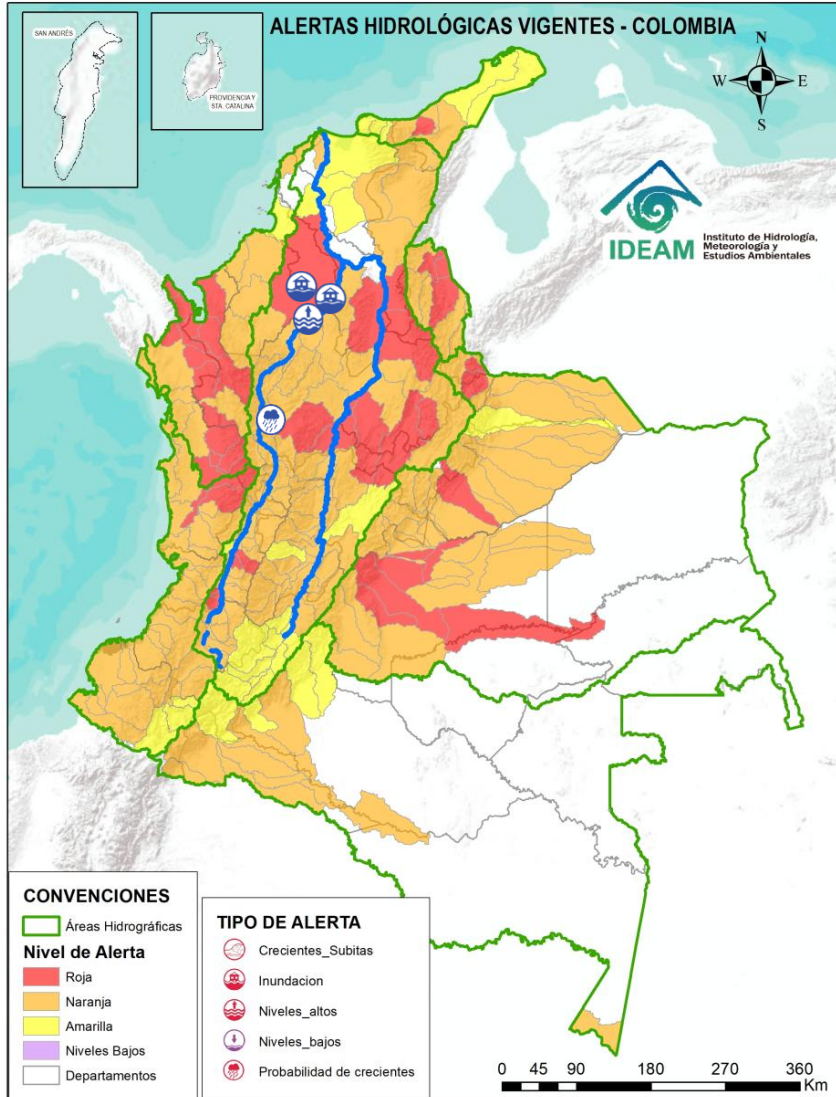 ALERTAS HIDROLÓGICAS VIGENTES - COLOMBIA
SAN ANDRÉS
PROVIDENCIA Y
STA. CATALINA
N
W
E
S
IDEAM
Instituto de Hidrología,
Meteorología y
Estudios Ambientales
CONVENCIONES
Áreas Hidrográficas
Nivel de Alerta
Roja
Naranja
Amarilla
Niveles Bajos
Departamentos
TIPO DE ALERTA
Crecientes_Subitas
Inundacion
Niveles_altos
Niveles_bajos
Probabilidad de crecientes
0 45 90 180 270 360
Km